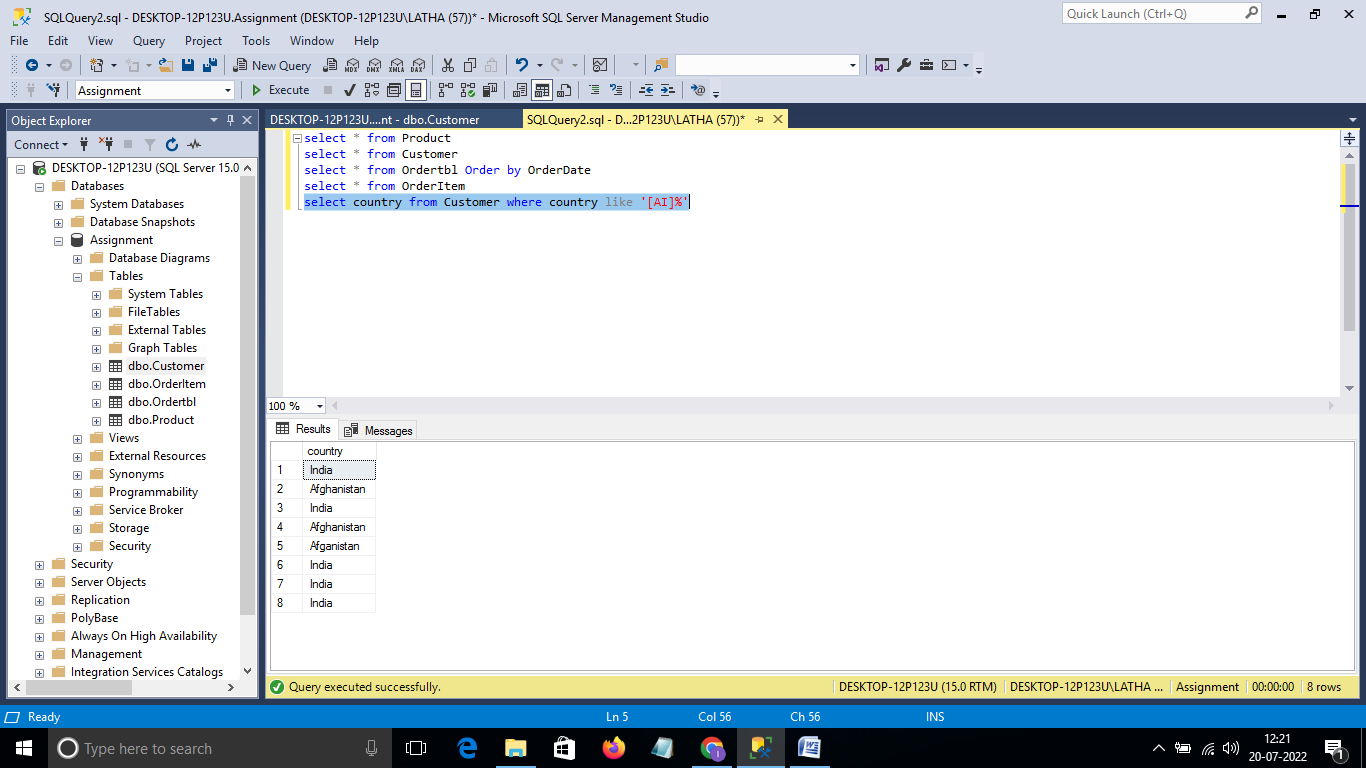 SQLQuery2.sql - DESKTOP-12P123U.Assignment (DESKTOP-12P123U\LATHA (57))* - Microsoft SQL Server Management Studio
Quick Launch (Ctrl+Q)
File Edit View Query Project Tools Window Help
New Query MDX DMX XMLA DAX
Assignment Execute
Object Explorer
DESKTOP-12P123U....nt - dbo.Customer
SQLQuery2.sql - D...2P123U\LATHA (57))*
Connect
DESKTOP-12P123U (SQL Server 15.0
Databases
System Databases
Database Snapshots
Assignment
Database Diagrams
Tables
System Tables
FileTables
External Tables
Graph Tables
dbo.Customer
dbo.OrderItem
dbo.Ordertbl
dbo.Product
Views
External Resources
Synonyms
Programmability
Service Broker
Storage
Security
Security
Server Objects
Replication
PolyBase
Always On High Availability
Management
Integration Services Catalogs
select * from Product
select * from Customer
select * from Ordertbl Order by OrderDate
select * from OrderItem
select country from Customer where country like '[AI]%'
100 %
Results Messages
country
1 India
2 Afghanistan
3 India
4 Afghanistan
5 Afganistan
6 India
7 India
8 India
Query executed successfully.
DESKTOP-12P123U (15.0 RTM) DESKTOP-12P123U\LATHA ... Assignment 00:00:00 8 rows
Ready Ln 5 Col 56 Ch 56 INS
Type here to search
12:21
20-07-2022
1